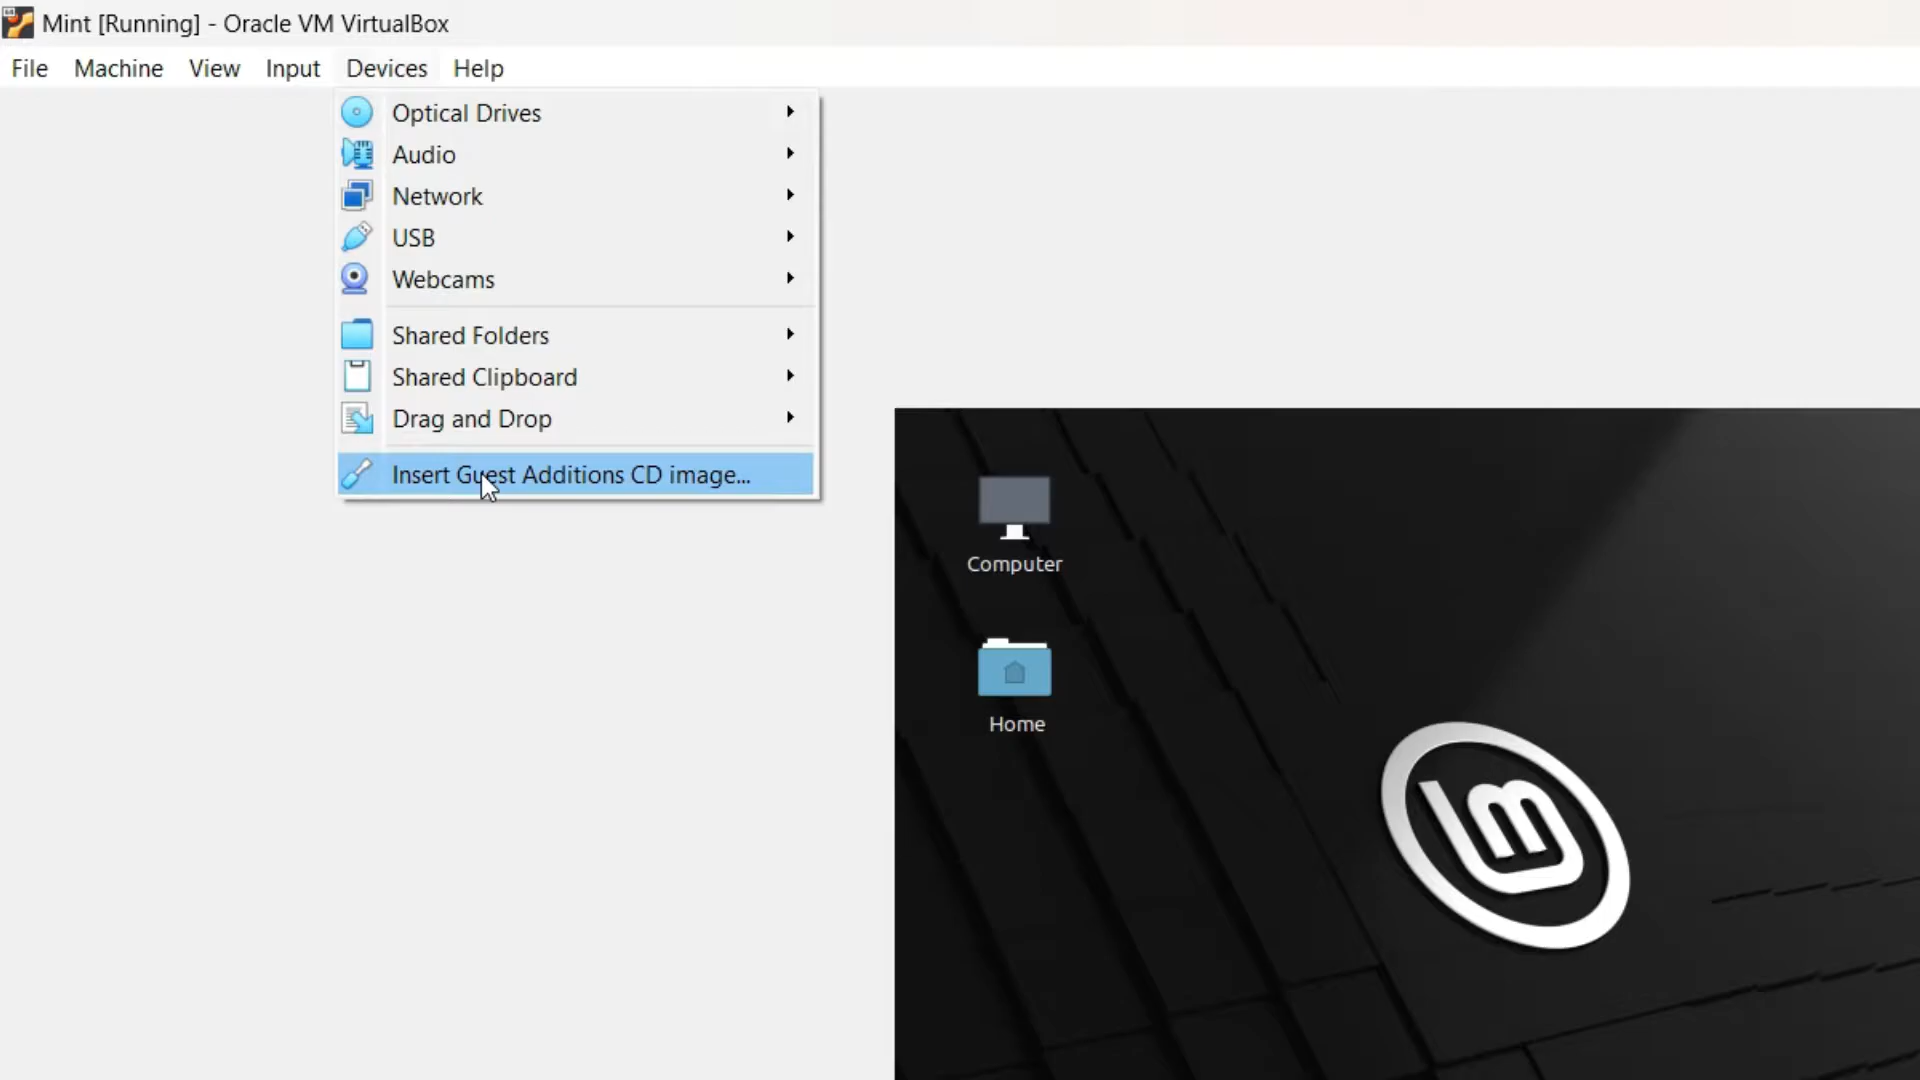 Mint [Running] - Oracle VM VirtualBox
File Machine View Input Devices Help
Optical Drives
Audio
Network
USB
Webcams
Shared Folders
Shared Clipboard
Drag and Drop
Insert Guest Additions CD image...
Computer
Home